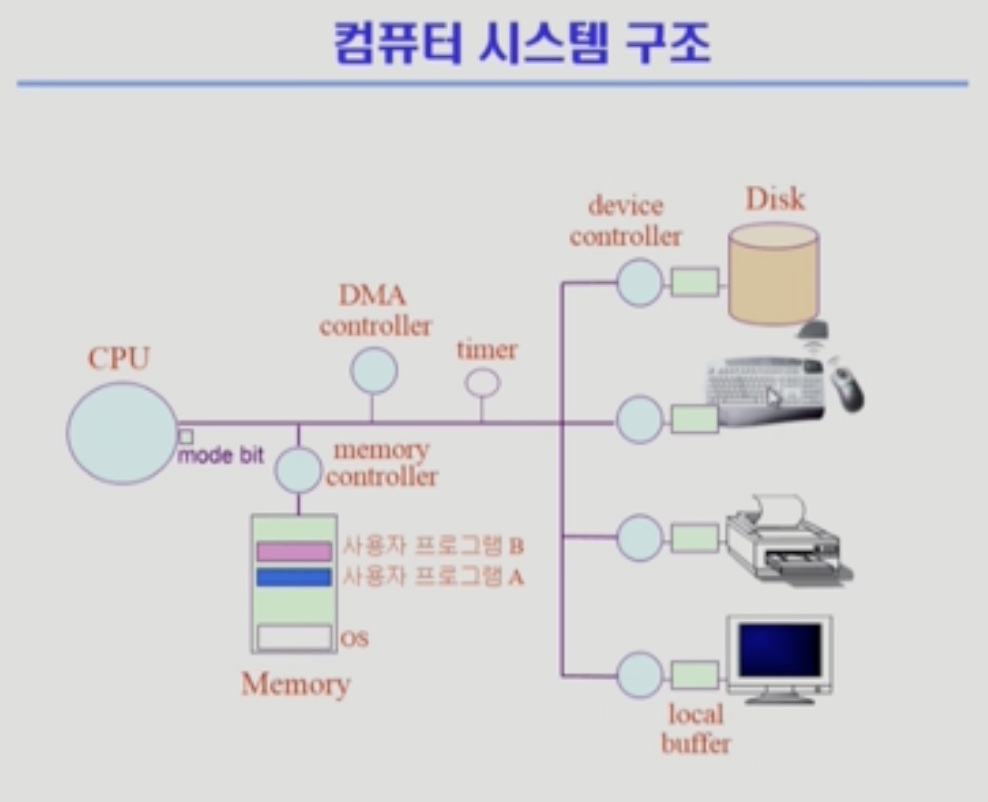 컴퓨터 시스템 구조
device
controller
Disk
DMA
controller
timer
CPU
mode bit
memory
controller
사용자 프로그램 B
사용자 프로그램 A
OS
Memory
local
buffer